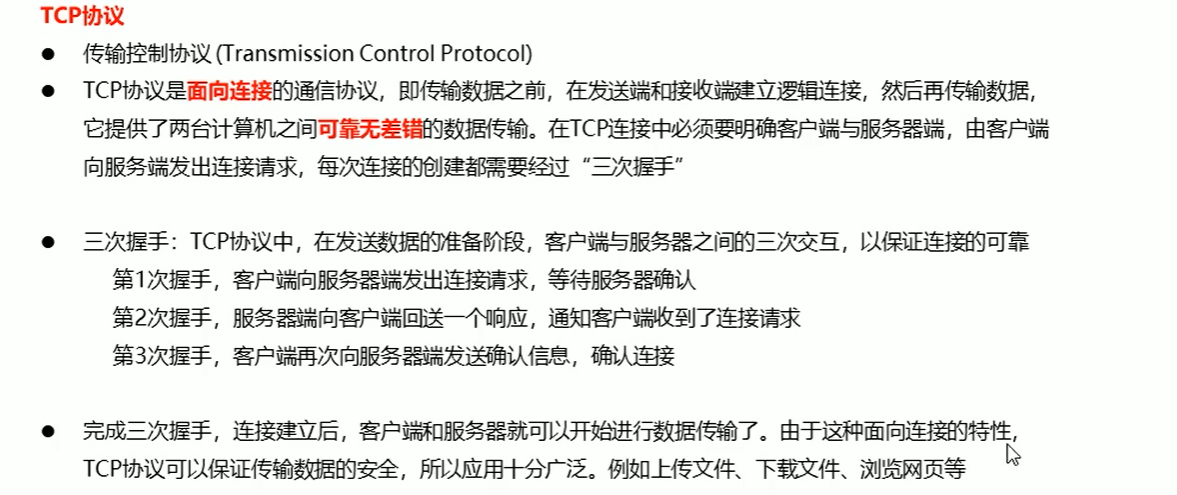 TCP协议
● 传输控制协议 (Transmission Control Protocol)
● TCP协议是面向连接的通信协议，即传输数据之前，在发送端和接收端建立逻辑连接，然后再传输数据，
它提供了两台计算机之间可靠无差错的数据传输。在TCP连接中必须要明确客户端与服务器端，由客户端
向服务端发出连接请求，每次连接的创建都需要经过“三次握手”
● 三次握手：TCP协议中，在发送数据的准备阶段，客户端与服务器之间的三次交互，以保证连接的可靠
第1次握手，客户端向服务器端发出连接请求，等待服务器确认
第2次握手，服务器端向客户端回送一个响应，通知客户端收到了连接请求
第3次握手，客户端再次向服务器端发送确认信息，确认连接
● 完成三次握手，连接建立后，客户端和服务器就可以开始进行数据传输了。由于这种面向连接的特性，
TCP协议可以保证传输数据的安全，所以应用十分广泛。例如上传文件、下载文件、浏览网页等